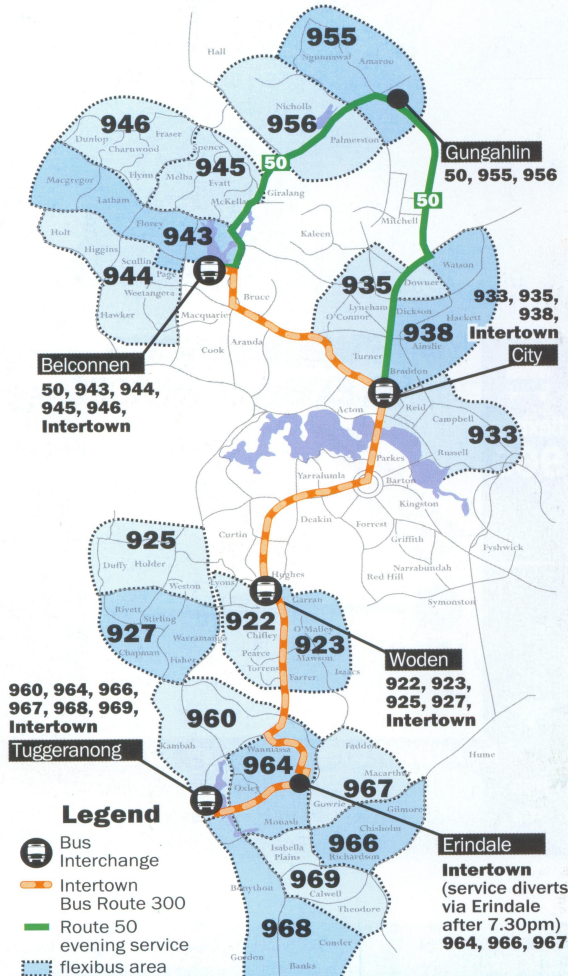 955
Hall
Ngunnawal
Amaroo
946
Fraser
Dunlop
Charnwood
Spence
Nicholls
956
Palmerston
Gungahlin
50, 955, 956
945
50
Macgregor
Flynn
Melba
Evatt
McKellar
Giralang
Latham
50
Mitchell
Florey
Kaleen
Holt
943
Higgins
Scullin
Page
944
Watson
935
Downer
Weetangera
Bruce
Lyneham
O'Connor
Dickson
Hackett
933, 935,
938,
Intertown
Hawker
Macquarie
938
Ainslie
Cook
Aranda
Turner
City
Braddon
Belconnen
50, 943, 944,
945, 946,
Intertown
Acton
Reid
Campbell
933
Russell
Parkes
Yarralumla
Barton
Kingston
Deakin
Forrest
925
Curtin
Griffith
Fyshwick
Duffy
Holder
Narrabundah
Hughes
Red Hill
Weston
Lyons
Symonston
Garran
Rivett
922
Stirling
Chifley
O'Malley
927
Waramanga
923
Chapman
Pearce
Mawson
Woden
922, 923,
925, 927,
Intertown
Fisher
Torrens
Isaacs
Farrer
960, 964, 966,
967, 968, 969,
Intertown
960
Tuggeranong
Kambah
Wanniassa
Fadden
Hume
964
Macarthur
967
Oxley
Gowrie
Gilmore
Monash
Chisholm
966
Richardson
Erindale
Intertown
(service diverts
via Erindale
after 7.30pm)
964, 966, 967
Isabella
Plains
969
Calwell
Theodore
968
Conder
Gordon
Banks
Legend
Bus
Interchange
Intertown
Bus Route 300
Route 50
evening service
flexibus area